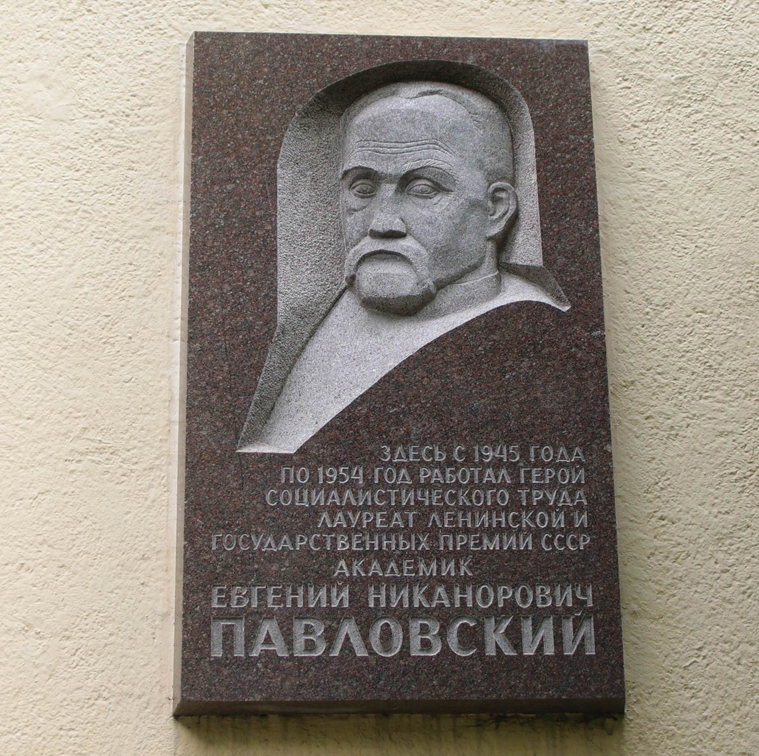 ЗДЕСЬ С 1945 ГОДА
ПО 1954 ГОД РАБОТАЛ ГЕРОЙ
СОЦИАЛИСТИЧЕСКОГО ТРУДА
ЛАУРЕАТ ЛЕНИНСКОЙ И
ГОСУДАРСТВЕННЫХ ПРЕМИЙ СССР
АКАДЕМИК
ЕВГЕНИЙ НИКАНОРОВИЧ
ПАВЛОВСКИЙ